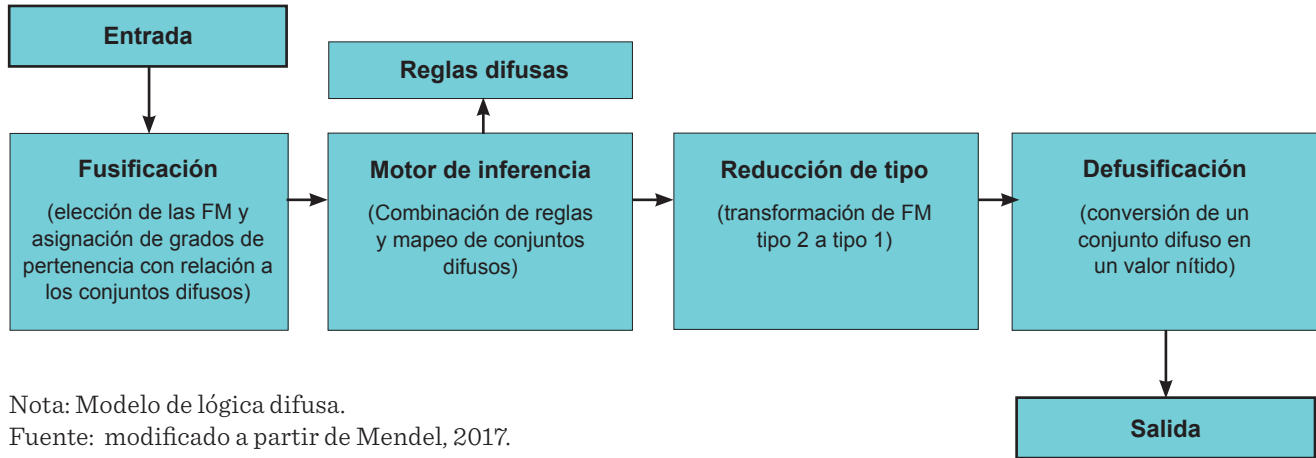 Entrada
Reglas difusas
Fusificación
(elección de las FM y
asignación de grados de
pertenencia con relación a
los conjuntos difusos)
Motor de inferencia
(Combinación de reglas
y mapeo de conjuntos
difusos)
Reducción de tipo
(transformación de FM
tipo 2 a tipo 1)
Defusificación
(conversión de un
conjunto difuso en
un valor nítido)
Salida
Nota: Modelo de lógica difusa.
Fuente: modificado a partir de Mendel, 2017.